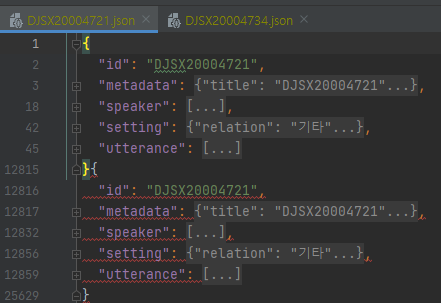 DJSX20004721.json × DJSX20004734.json ×
1 {
2 "id": "DJSX20004721",
3 "metadata": {"title": "DJSX20004721"...},
18 "speaker": [...],
42 "setting": {"relation": "기타"...},
45 "utterance": [...]
12815 }{
12816 "id": "DJSX20004721",
12817 "metadata": {"title": "DJSX20004721"...},
12832 "speaker": [...],
12856 "setting": {"relation": "기타"...},
12859 "utterance": [...]
25629 }